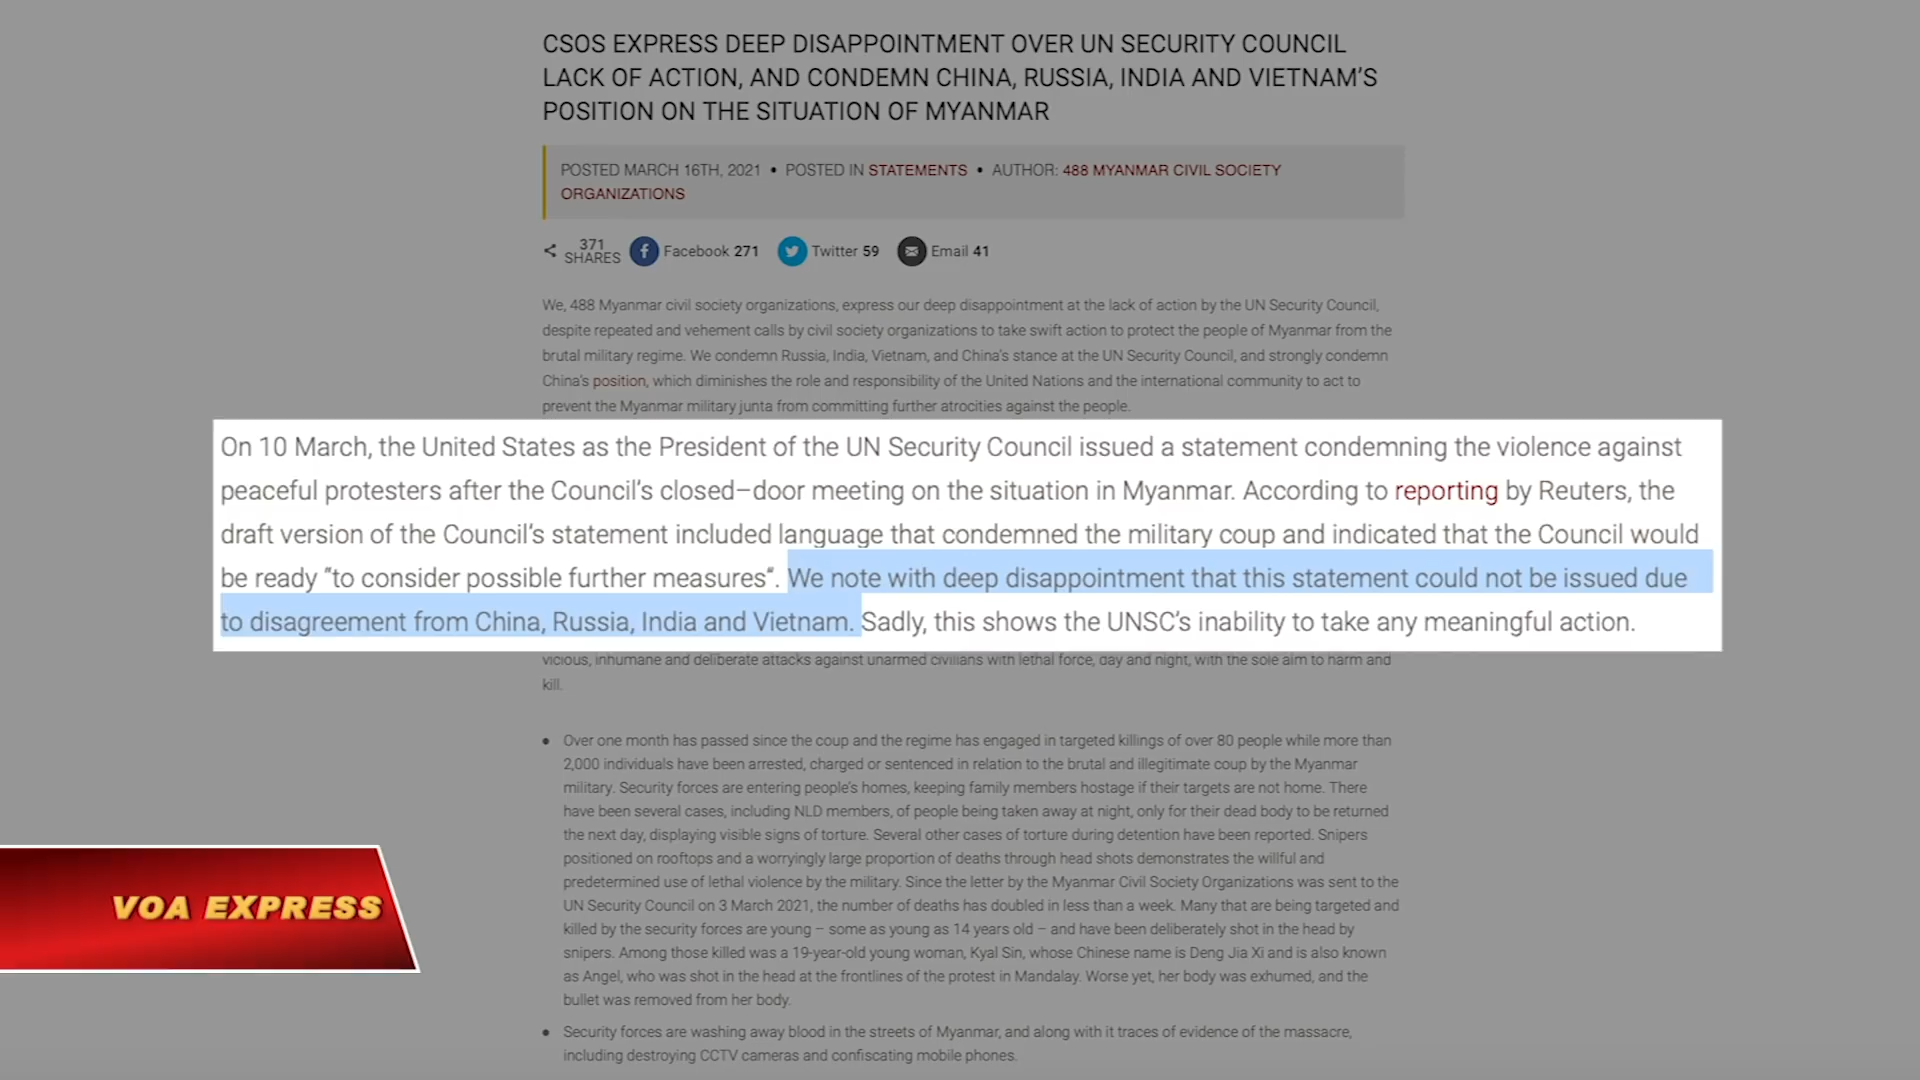 CSOS EXPRESS DEEP DISAPPOINTMENT OVER UN SECURITY COUNCIL
LACK OF ACTION, AND CONDEMN CHINA, RUSSIA, INDIA AND VIETNAM'S
POSITION ON THE SITUATION OF MYANMAR
POSTED MARCH 16TH, 2021 • POSTED IN STATEMENTS • AUTHOR: 488 MYANMAR CIVIL SOCIETY
ORGANIZATIONS
371
SHARES
Facebook 271
Twitter 59
Email 41
We, 488 Myanmar civil society organizations, express our deep disappointment at the lack of action by the UN Security Council,
despite repeated and vehement calls by civil society organizations to take swift action to protect the people of Myanmar from the
brutal military regime. We condemn Russia, India, Vietnam, and China's stance at the UN Security Council, and strongly condemn
China's position, which diminishes the role and responsibility of the United Nations and the international community to act to
prevent the Myanmar military junta from committing further atrocities against the people.
On 10 March, the United States as the President of the UN Security Council issued a statement condemning the violence against
peaceful protesters after the Council's closed–door meeting on the situation in Myanmar. According to reporting by Reuters, the
draft version of the Council's statement included language that condemned the military coup and indicated that the Council would
be ready “to consider possible further measures“. We note with deep disappointment that this statement could not be issued due
to disagreement from China, Russia, India and Vietnam. Sadly, this shows the UNSC's inability to take any meaningful action.
vicious, inhumane and deliberate attacks against unarmed civilians with lethal force, day and night, with the sole aim to harm and
kill.
• Over one month has passed since the coup and the regime has engaged in targeted killings of over 80 people while more than
2,000 individuals have been arrested, charged or sentenced in relation to the brutal and illegitimate coup by the Myanmar
military. Security forces are entering people's homes, keeping family members hostage if their targets are not home. There
have been several cases, including NLD members, of people being taken away at night, only for their dead body to be returned
the next day, displaying visible signs of torture. Several other cases of torture during detention have been reported. Snipers
positioned on rooftops and a worryingly large proportion of deaths through head shots demonstrates the willful and
predetermined use of lethal violence by the military. Since the letter by the Myanmar Civil Society Organizations was sent to the
UN Security Council on 3 March 2021, the number of deaths has doubled in less than a week. Many that are being targeted and
killed by the security forces are young – some as young as 14 years old – and have been deliberately shot in the head by
snipers. Among those killed was a 19-year-old young woman, Kyal Sin, whose Chinese name is Deng Jia Xi and is also known
as Angel, who was shot in the head at the frontlines of the protest in Mandalay. Worse yet, her body was exhumed, and the
bullet was removed from her body.
• Security forces are washing away blood in the streets of Myanmar, and along with it traces of evidence of the massacre,
including destroying CCTV cameras and confiscating mobile phones.
VOA EXPRESS